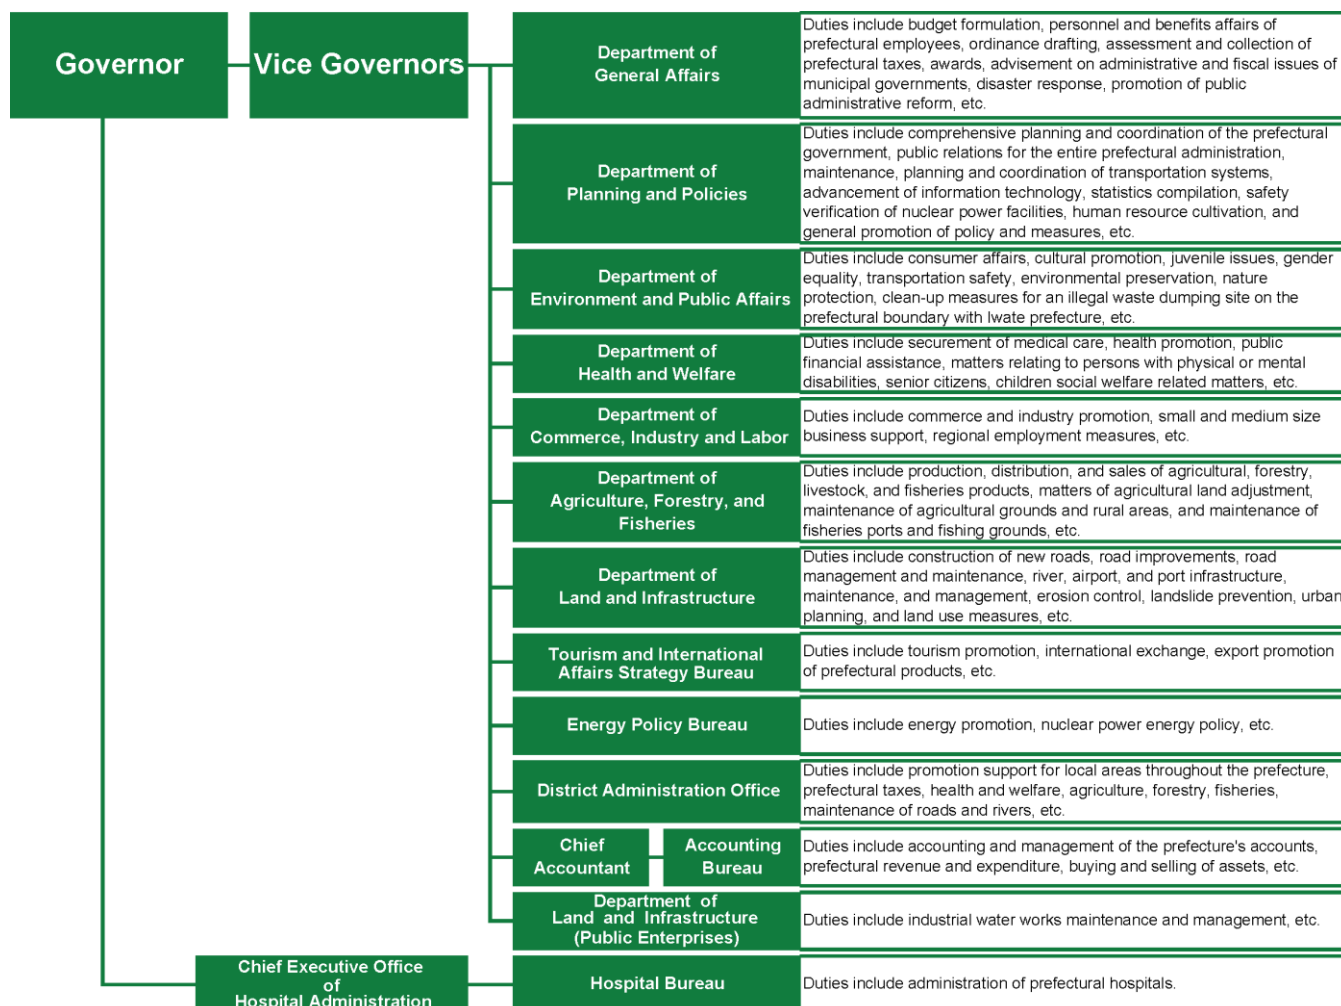 Governor
Vice Governors
Department of
General Affairs
Duties include budget formulation, personnel and benefits affairs of
prefectural employees, ordinance drafting, assessment and collection of
prefectural taxes, awards, advisement on administrative and fiscal issues of
municipal governments, disaster response, promotion of public
administrative reform, etc.
Department of
Planning and Policies
Duties include comprehensive planning and coordination of the prefectural
government, public relations for the entire prefectural administration,
maintenance, planning and coordination of transportation systems,
advancement of information technology, statistics compilation, safety
verification of nuclear power facilities, human resource cultivation, and
general promotion of policy and measures, etc.
Department of
Environment and Public Affairs
Duties include consumer affairs, cultural promotion, juvenile issues, gender
equality, transportation safety, environmental preservation, nature
protection, clean-up measures for an illegal waste dumping site on the
prefectural boundary with Iwate prefecture, etc.
Department of
Health and Welfare
Duties include securement of medical care, health promotion, public
financial assistance, matters relating to persons with physical or mental
disabilities, senior citizens, children social welfare related matters, etc.
Department of
Commerce, Industry and Labor
Duties include commerce and industry promotion, small and medium size
business support, regional employment measures, etc.
Department of
Agriculture, Forestry, and
Fisheries
Duties include production, distribution, and sales of agricultural, forestry,
livestock, and fisheries products, matters of agricultural land adjustment,
maintenance of agricultural grounds and rural areas, and maintenance of
fisheries ports and fishing grounds, etc.
Department of
Land and Infrastructure
Duties include construction of new roads, road improvements, road
management and maintenance, river, airport, and port infrastructure,
maintenance, and management, erosion control, landslide prevention, urban
planning, and land use measures, etc.
Tourism and International
Affairs Strategy Bureau
Duties include tourism promotion, international exchange, export promotion
of prefectural products, etc.
Energy Policy Bureau
Duties include energy promotion, nuclear power energy policy, etc.
District Administration Office
Duties include promotion support for local areas throughout the prefecture,
prefectural taxes, health and welfare, agriculture, forestry, fisheries,
maintenance of roads and rivers, etc.
Chief
Accountant
Accounting
Bureau
Duties include accounting and management of the prefecture's accounts,
prefectural revenue and expenditure, buying and selling of assets, etc.
Department of
Land and Infrastructure
(Public Enterprises)
Duties include industrial water works maintenance and management, etc.
Chief Executive Office
of
Hospital Administration
Hospital Bureau
Duties include administration of prefectural hospitals.